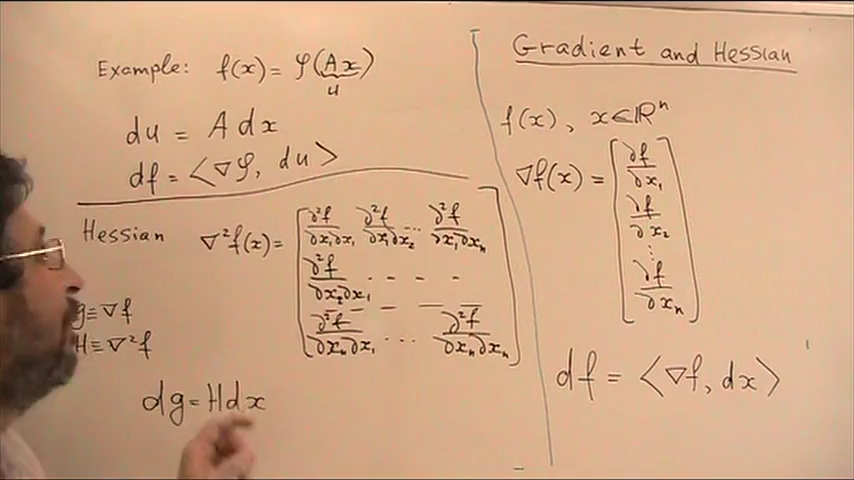 Gradient and Hessian
f(x), x∈ℝⁿ
∇f(x) = [ ∂f/∂x₁
∂f/∂x₂
⋮
∂f/∂xₙ ]
df = ⟨∇f, dx⟩
Example: f(x) = φ(Ax)
u
du = A dx
df = ⟨∇φ, du⟩
Hessian ∇²f(x) = [ ∂²f/∂x₁∂x₁ ∂²f/∂x₁∂x₂ ... ∂²f/∂x₁∂xₙ
∂²f/∂x₂∂x₁ - - - -
- - - -
∂²f/∂xₙ∂x₁ ... ∂²f/∂xₙ∂xₙ ]
g≡∇f
H≡∇²f
dg = Hdx